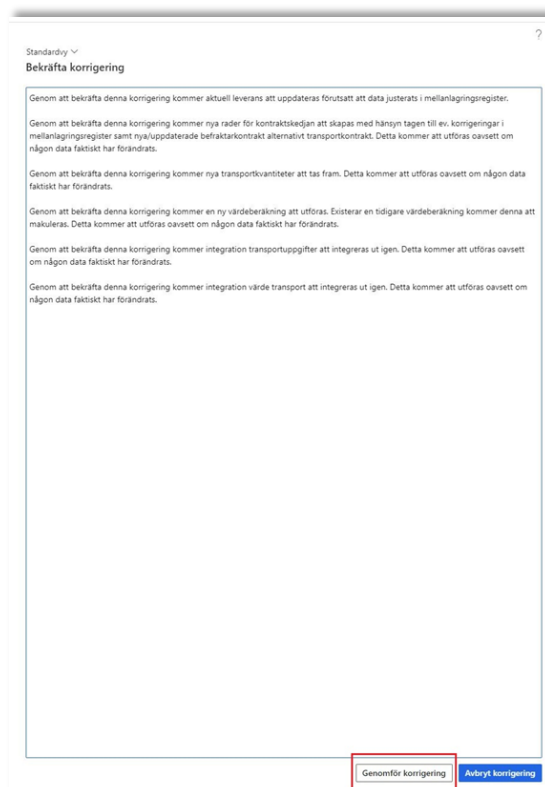 ?
Standardvy
Bekräfta korrigering
Genom att bekräfta denna korrigering kommer aktuell leverans att uppdateras förutsatt att data justerats i mellanlagringsregister.
Genom att bekräfta denna korrigering kommer nya rader för kontraktskedjan att skapas med hänsyn tagen till ev. korrigeringar i
mellanlagringsregister samt nya/uppdaterade befraktarkontrakt alternativt transportkontrakt. Detta kommer att utföras oavsett om
någon data faktiskt har förändrats.
Genom att bekräfta denna korrigering kommer nya transportkvantiteter att tas fram. Detta kommer att utföras oavsett om någon data
faktiskt har förändrats.
Genom att bekräfta denna korrigering kommer en ny värdeberäkning att utföras. Existerar en tidigare värdeberäkning kommer denna att
makuleras. Detta kommer att utföras oavsett om någon data faktiskt har förändrats.
Genom att bekräfta denna korrigering kommer integration transportuppgifter att integreras ut igen. Detta kommer att utföras oavsett
om någon data faktiskt har förändrats.
Genom att bekräfta denna korrigering kommer integration värde transport att integreras ut igen. Detta kommer att utföras oavsett om
någon data faktiskt har förändrats.
Genomför korrigering
Avbryt korrigering